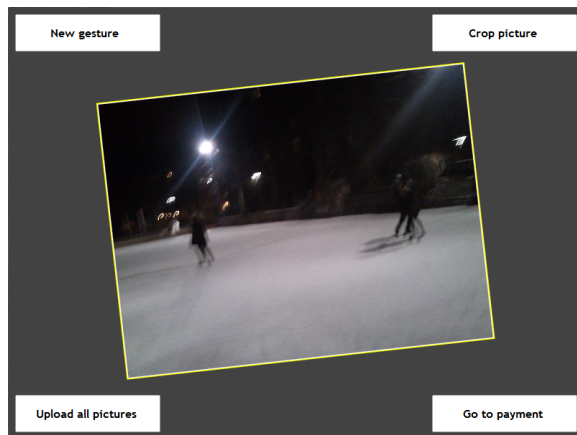 New gesture
Crop picture
Upload all pictures
Go to payment